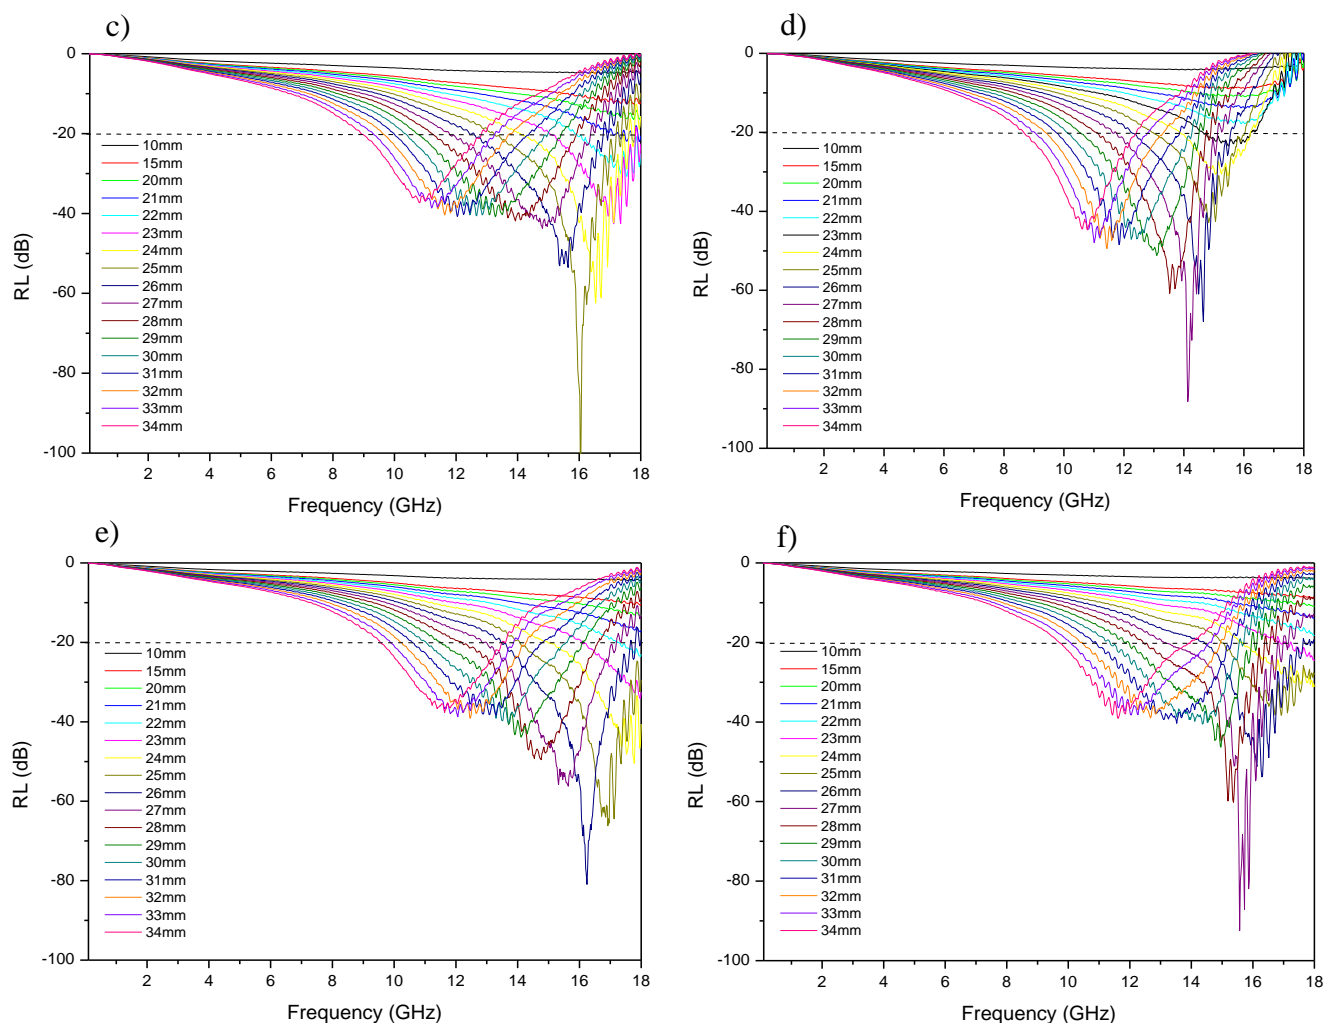 c)
0
-20
-40
-60
-80
-100
RL (dB)
10mm
15mm
20mm
21mm
22mm
23mm
24mm
25mm
26mm
27mm
28mm
29mm
30mm
31mm
32mm
33mm
34mm
2 4 6 8 10 12 14 16 18
Frequency (GHz)
d)
0
-20
-40
-60
-80
-100
RL (dB)
10mm
15mm
20mm
21mm
22mm
23mm
24mm
25mm
26mm
27mm
28mm
29mm
30mm
31mm
32mm
33mm
34mm
2 4 6 8 10 12 14 16 18
Frequency (GHz)
e)
0
-20
-40
-60
-80
-100
RL (dB)
10mm
15mm
20mm
21mm
22mm
23mm
24mm
25mm
26mm
27mm
28mm
29mm
30mm
31mm
32mm
33mm
34mm
2 4 6 8 10 12 14 16 18
Frequency (GHz)
f)
0
-20
-40
-60
-80
-100
RL (dB)
10mm
15mm
20mm
21mm
22mm
23mm
24mm
25mm
26mm
27mm
28mm
29mm
30mm
31mm
32mm
33mm
34mm
2 4 6 8 10 12 14 16 18
Frequency (GHz)